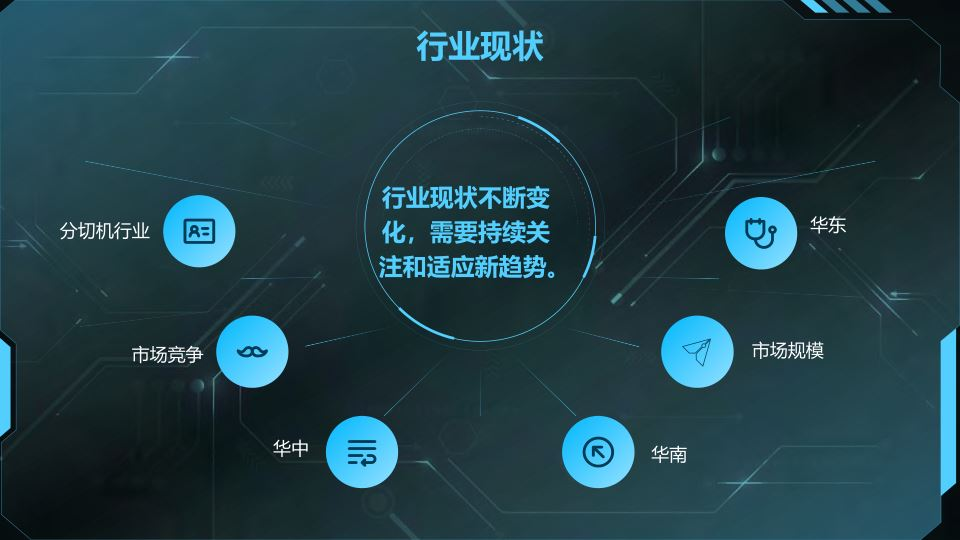 行业现状
行业现状不断变
化，需要持续关
注和适应新趋势。
分切机行业
华东
市场竞争
市场规模
华中
华南